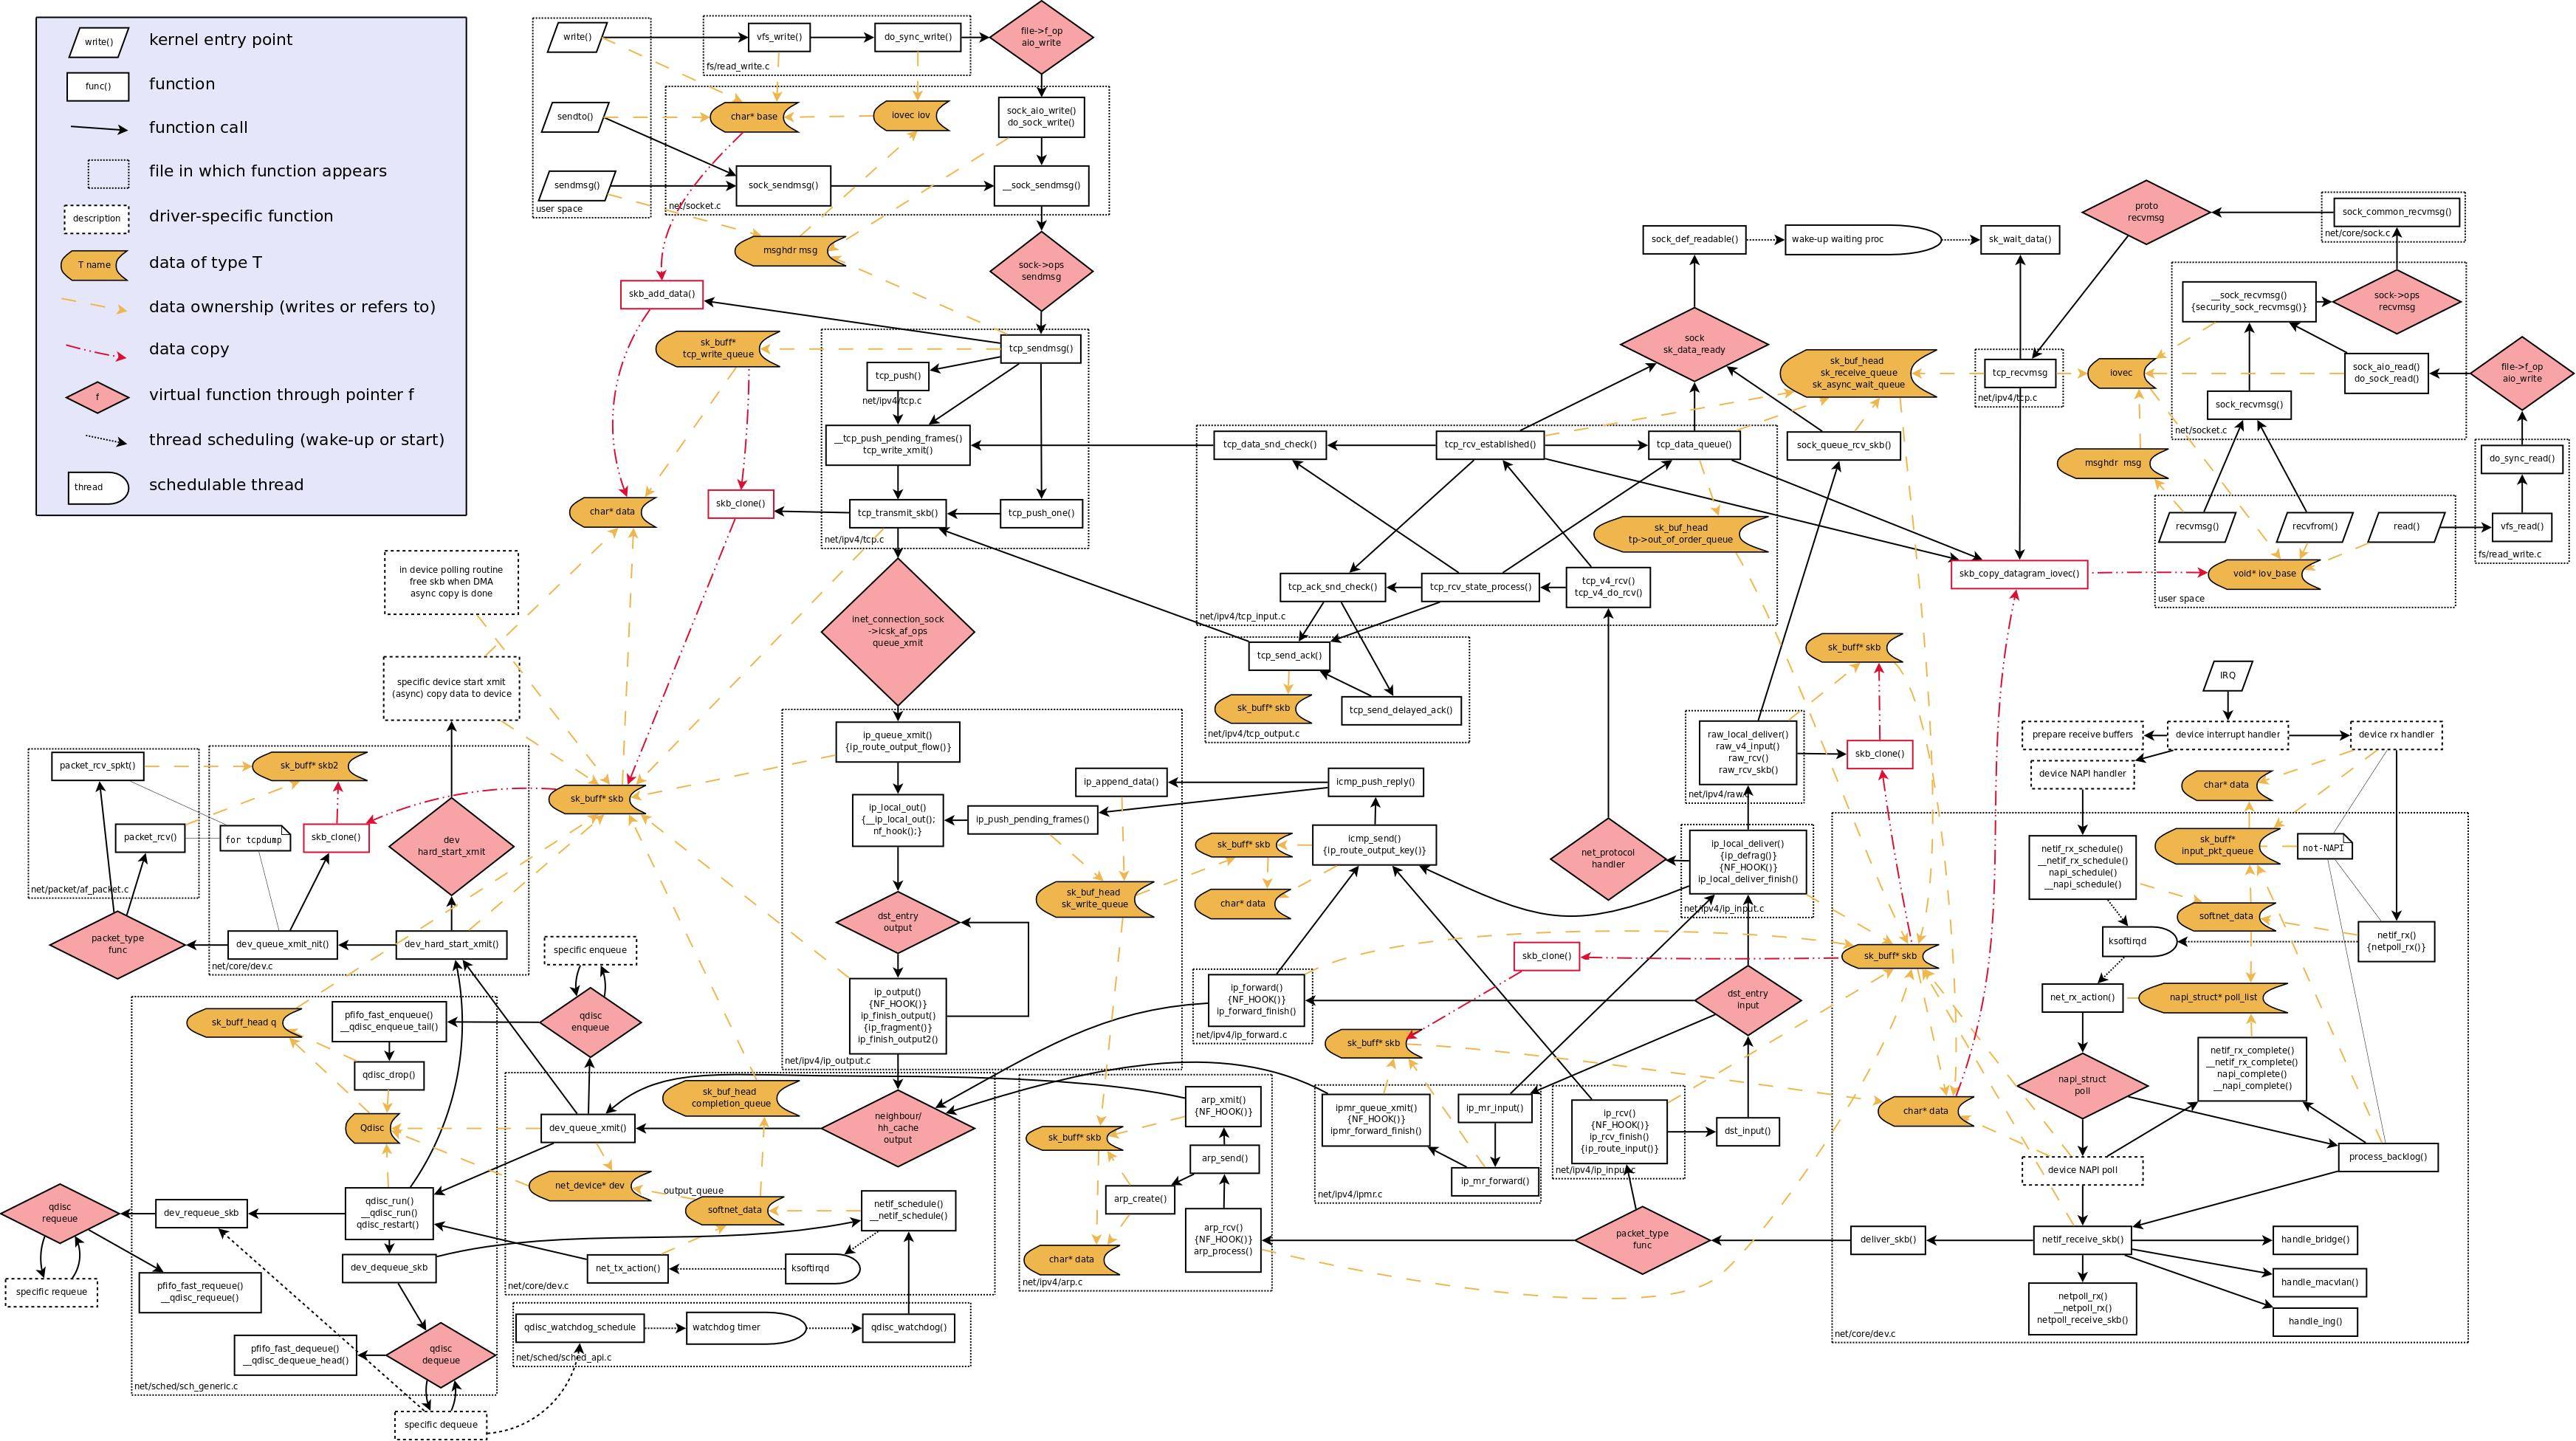 write()
kernel entry point
func()
function
function call
file in which function appears
description
driver-specific function
T name
data of type T
data ownership (writes or refers to)
data copy
f
virtual function through pointer f
thread scheduling (wake-up or start)
thread
schedulable thread
write()
sendto()
sendmsg()
user space
vfs_write()
do_sync_write()
fs/read_write.c
file->f_op
aio_write
char* base
iovec iov
sock_aio_write()
do_sock_write()
sock_sendmsg()
__sock_sendmsg()
net/socket.c
msghdr msg
sock->ops
sendmsg
skb_add_data()
sk_buff*
tcp_write_queue
tcp_sendmsg()
tcp_push()
net/ipv4/tcp.c
__tcp_push_pending_frames()
tcp_write_xmit()
tcp_transmit_skb()
tcp_push_one()
net/ipv4/tcp.c
char* data
skb_clone()
in device polling routine
free skb when DMA
async copy is done
specific device start xmit
(async) copy data to device
inet_connection_sock
->icsk_af_ops
queue_xmit
ip_queue_xmit()
{ip_route_output_flow()}
ip_local_out()
{__ip_local_out();
nf_hook();}
ip_push_pending_frames()
ip_append_data()
dst_entry
output
sk_buf_head
sk_write_queue
ip_output()
{NF_HOOK()}
ip_finish_output()
{ip_fragment()}
ip_finish_output2()
net/ipv4/ip_output.c
packet_rcv_spkt()
packet_rcv()
net/packet/af_packet.c
packet_type
func
sk_buff* skb2
for tcpdump
skb_clone()
dev_queue_xmit_nit()
dev_hard_start_xmit()
net/core/dev.c
dev
hard_start_xmit
sk_buff* skb
specific enqueue
qdisc
enqueue
sk_buff_head q
pfifo_fast_enqueue()
__qdisc_enqueue_tail()
qdisc_drop()
Qdisc
qdisc_run()
__qdisc_run()
qdisc_restart()
dev_requeue_skb
dev_dequeue_skb
qdisc
requeue
specific requeue
pfifo_fast_requeue()
__qdisc_requeue()
pfifo_fast_dequeue()
__qdisc_dequeue_head()
qdisc
dequeue
net/sched/sch_generic.c
specific dequeue
sk_buf_head
completion_queue
dev_queue_xmit()
neighbour/
hh_cache
output
net_device* dev
output_queue
softnet_data
netif_schedule()
__netif_schedule()
net_tx_action()
ksoftirqd
net/core/dev.c
qdisc_watchdog_schedule
watchdog timer
qdisc_watchdog()
net/sched/sched_api.c
sock_def_readable()
wake-up waiting proc
sk_wait_data()
sock
sk_data_ready
sk_buf_head
sk_receive_queue
sk_async_wait_queue
tcp_recvmsg
net/ipv4/tcp.c
proto
recvmsg
sock_common_recvmsg()
net/core/sock.c
__sock_recvmsg()
{security_sock_recvmsg()}
sock->ops
recvmsg
iovec
sock_aio_read()
do_sock_read()
sock_recvmsg()
net/socket.c
file->f_op
aio_write
do_sync_read()
vfs_read()
fs/read_write.c
msghdr  msg
recvmsg()
recvfrom()
read()
void* iov_base
user space
skb_copy_datagram_iovec()
tcp_data_snd_check()
tcp_rcv_established()
tcp_data_queue()
sock_queue_rcv_skb()
sk_buf_head
tp->out_of_order_queue
tcp_ack_snd_check()
tcp_rcv_state_process()
tcp_v4_rcv()
tcp_v4_do_rcv()
net/ipv4/tcp_input.c
tcp_send_ack()
sk_buff* skb
tcp_send_delayed_ack()
net/ipv4/tcp_output.c
sk_buff* skb
skb_clone()
raw_local_deliver()
raw_v4_input()
raw_rcv()
raw_rcv_skb()
net/ipv4/raw.c
icmp_push_reply()
icmp_send()
{ip_route_output_key()}
sk_buff* skb
char* data
net_protocol
handler
ip_local_deliver()
{ip_defrag()}
{NF_HOOK()}
ip_local_deliver_finish()
net/ipv4/ip_input.c
skb_clone()
sk_buff* skb
ip_forward()
{NF_HOOK()}
ip_forward_finish()
net/ipv4/ip_forward.c
dst_entry
input
sk_buff* skb
char* data
ipmr_queue_xmit()
{NF_HOOK()}
ipmr_forward_finish()
ip_mr_input()
ip_mr_forward()
net/ipv4/ipmr.c
ip_rcv()
{NF_HOOK()}
ip_rcv_finish()
{ip_route_input()}
net/ipv4/ip_input.c
dst_input()
arp_xmit()
{NF_HOOK()}
sk_buff* skb
arp_send()
arp_create()
arp_rcv()
{NF_HOOK()}
arp_process()
char* data
net/ipv4/arp.c
packet_type
func
IRQ
prepare receive buffers
device interrupt handler
device rx handler
device NAPI handler
char* data
netif_rx_schedule()
__netif_rx_schedule()
napi_schedule()
__napi_schedule()
sk_buff*
input_pkt_queue
not-NAPI
softnet_data
ksoftirqd
netif_rx()
{netpoll_rx()}
net_rx_action()
napi_struct* poll_list
napi_struct
poll
netif_rx_complete()
__netif_rx_complete()
napi_complete()
__napi_complete()
device NAPI poll
process_backlog()
deliver_skb()
netif_receive_skb()
handle_bridge()
handle_macvlan()
handle_ing()
netpoll_rx()
__netpoll_rx()
netpoll_receive_skb()
net/core/dev.c